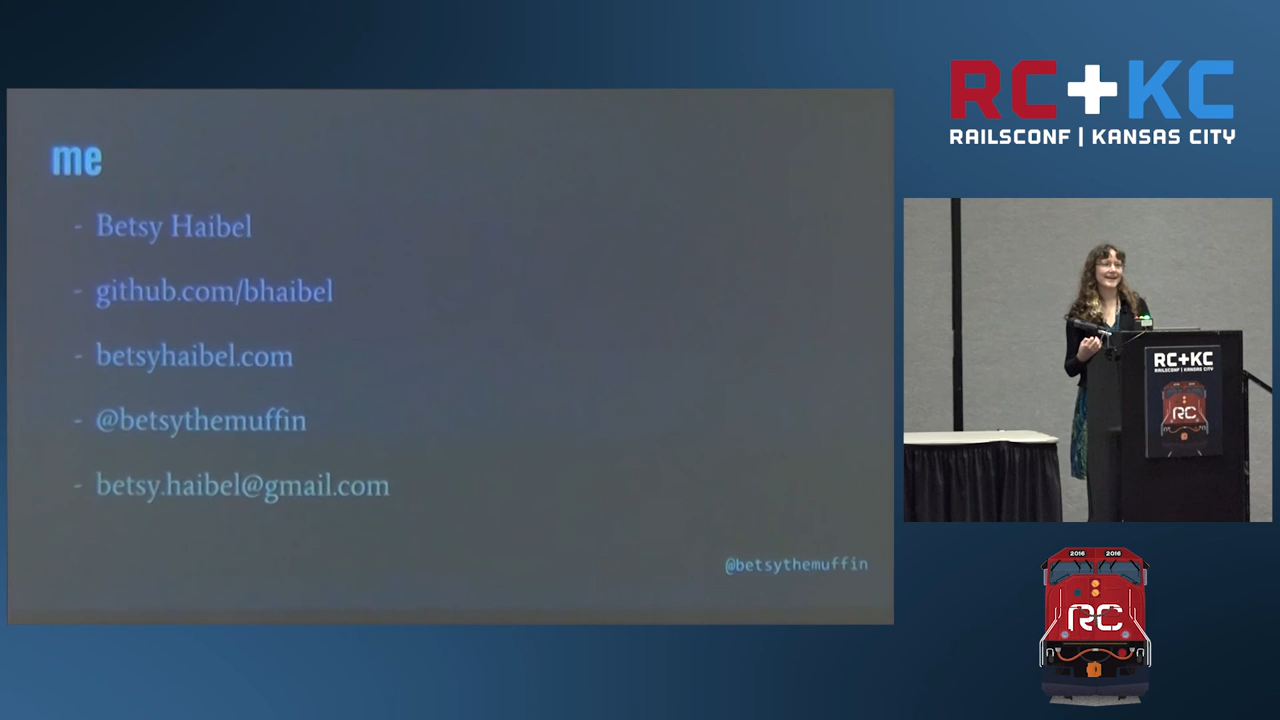 me
- Betsy Haibel
- github.com/bhaibel
- betsyhaibel.com
- @betsythemuffin
- betsy.haibel@gmail.com
@betsythemuffin
RC+KC
RAILSCONF | KANSAS CITY
RC+KC
RAILSCONF | KANSAS CITY
RC
2016 2016
RC